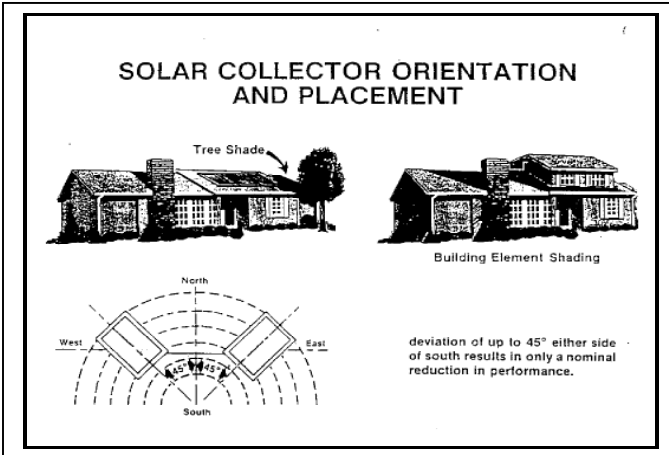 SOLAR COLLECTOR ORIENTATION
AND PLACEMENT
Tree Shade
Building Element Shading
North
West
East
45°
45°
South
deviation of up to 45° either side
of south results in only a nominal
reduction in performance.